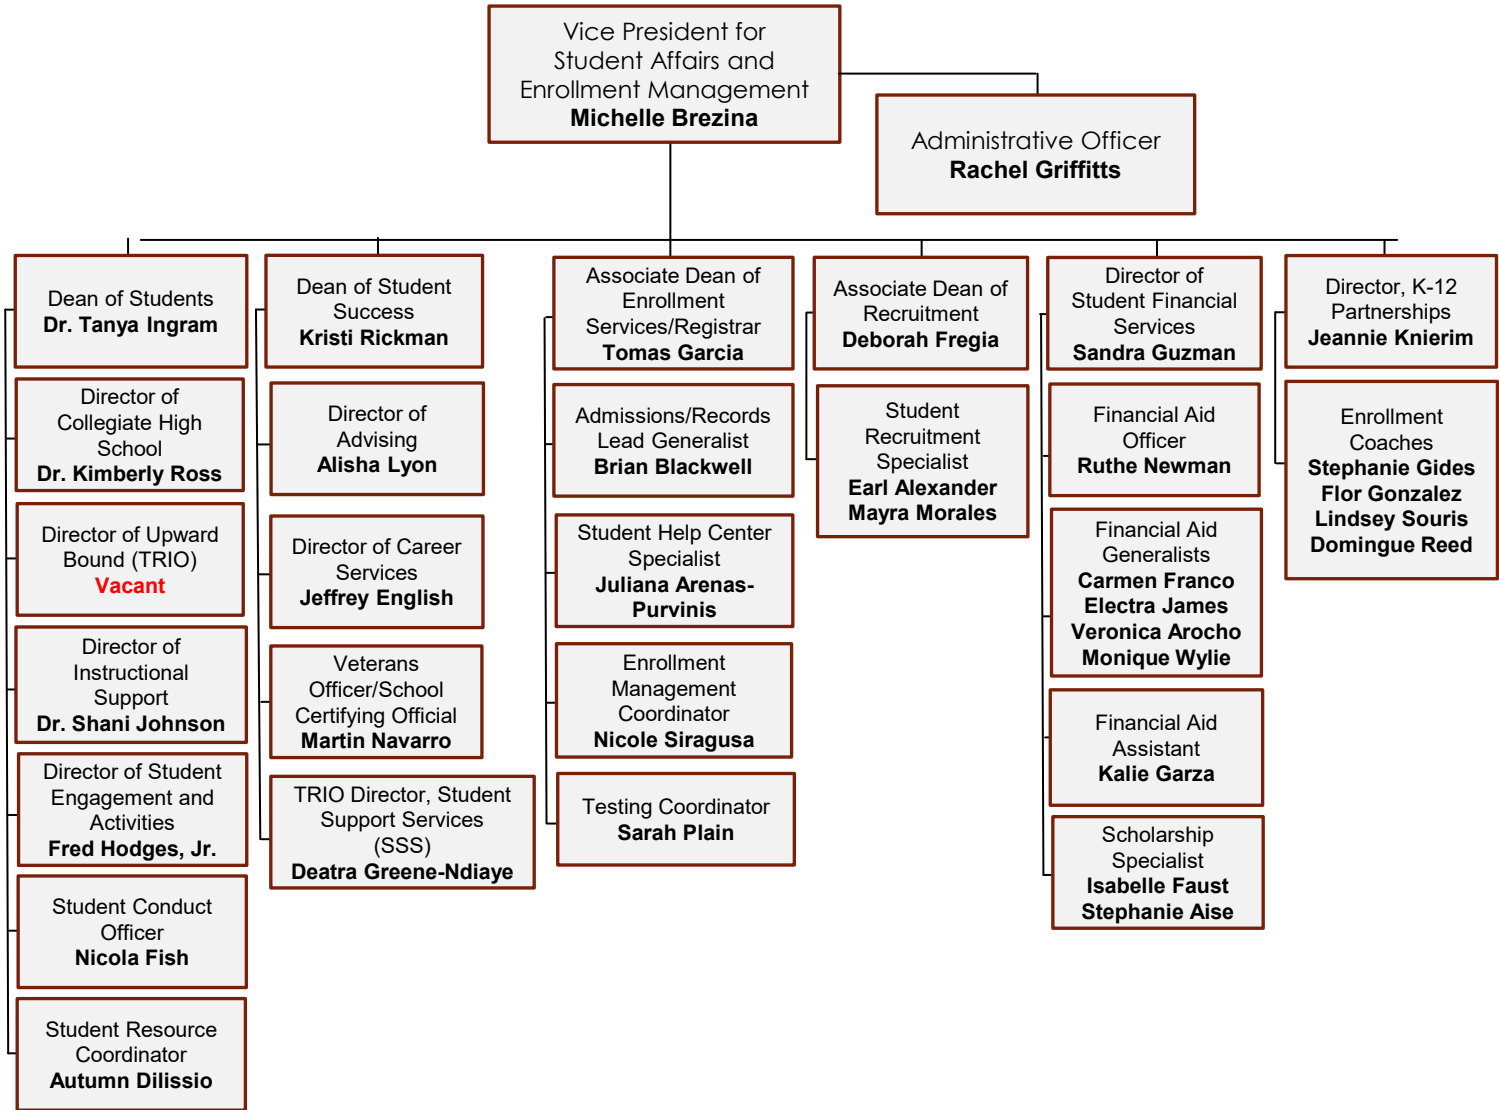 Vice President for
Student Affairs and
Enrollment Management
Michelle Brezina
Administrative Officer
Rachel Griffitts
Dean of Students
Dr. Tanya Ingram
Director of
Collegiate High
School
Dr. Kimberly Ross
Director of Upward
Bound (TRIO)
Vacant
Director of
Instructional
Support
Dr. Shani Johnson
Director of Student
Engagement and
Activities
Fred Hodges, Jr.
Student Conduct
Officer
Nicola Fish
Student Resource
Coordinator
Autumn Dilissio
Dean of Student
Success
Kristi Rickman
Director of
Advising
Alisha Lyon
Director of Career
Services
Jeffrey English
Veterans
Officer/School
Certifying Official
Martin Navarro
TRIO Director, Student
Support Services
(SSS)
Deatra Greene-Ndiaye
Associate Dean of
Enrollment
Services/Registrar
Tomas Garcia
Admissions/Records
Lead Generalist
Brian Blackwell
Student Help Center
Specialist
Juliana Arenas-
Purvinis
Enrollment
Management
Coordinator
Nicole Siragusa
Testing Coordinator
Sarah Plain
Associate Dean of
Recruitment
Deborah Fregia
Student
Recruitment
Specialist
Earl Alexander
Mayra Morales
Director of
Student Financial
Services
Sandra Guzman
Financial Aid
Officer
Ruthe Newman
Financial Aid
Generalists
Carmen Franco
Electra James
Veronica Arocho
Monique Wylie
Financial Aid
Assistant
Kalie Garza
Scholarship
Specialist
Isabelle Faust
Stephanie Aise
Director, K-12
Partnerships
Jeannie Knierim
Enrollment
Coaches
Stephanie Gides
Flor Gonzalez
Lindsey Souris
Domingue Reed